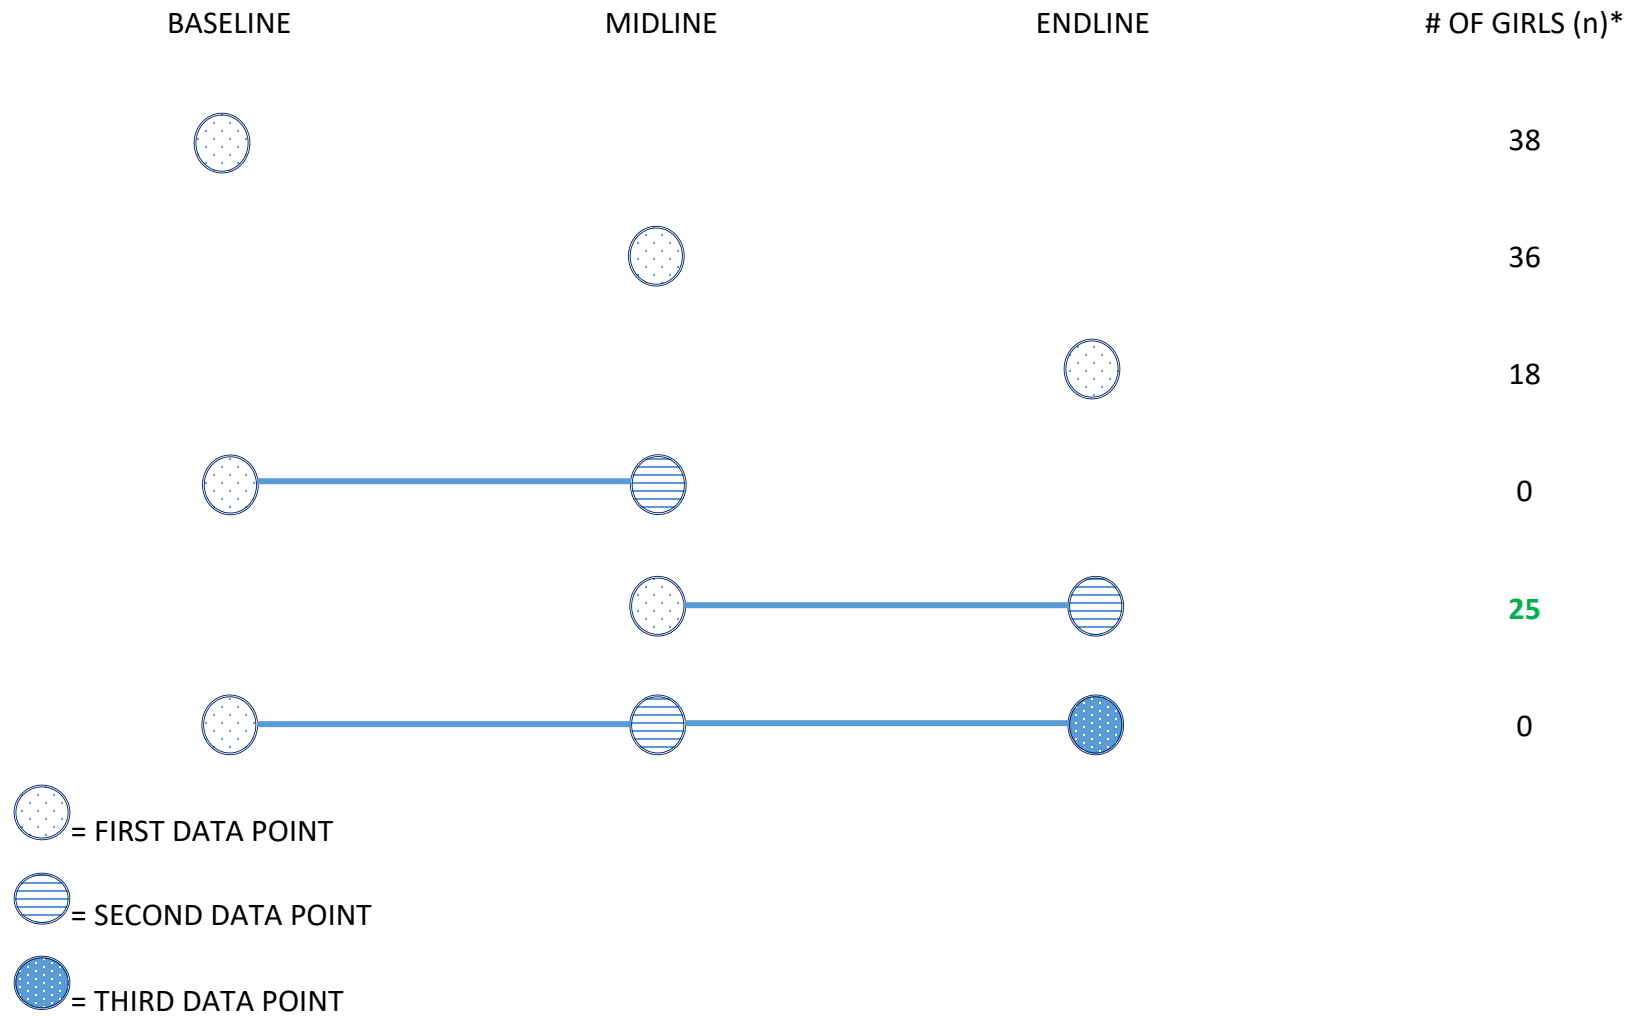 BASELINE MIDLINE ENDLINE # OF GIRLS (n)*
38
36
18
0
25
0
= FIRST DATA POINT
= SECOND DATA POINT
= THIRD DATA POINT